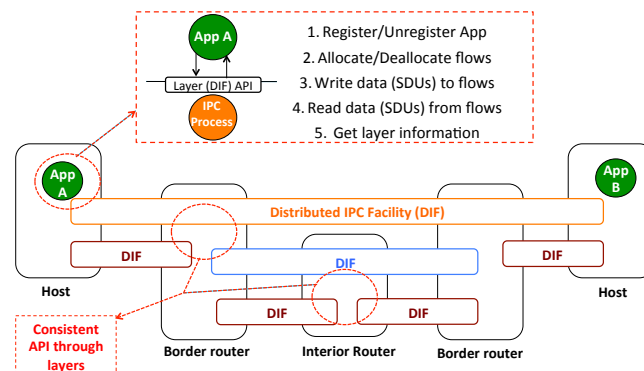 App A
Layer (DIF) API
IPC
Process
1. Register/Unregister App
2. Allocate/Deallocate flows
3. Write data (SDUs) to flows
4. Read data (SDUs) from flows
5. Get layer information
App
A
App
B
Distributed IPC Facility (DIF)
DIF
DIF
DIF
Host
Host
DIF
DIF
Consistent
API through
layers
Border router
Interior Router
Border router